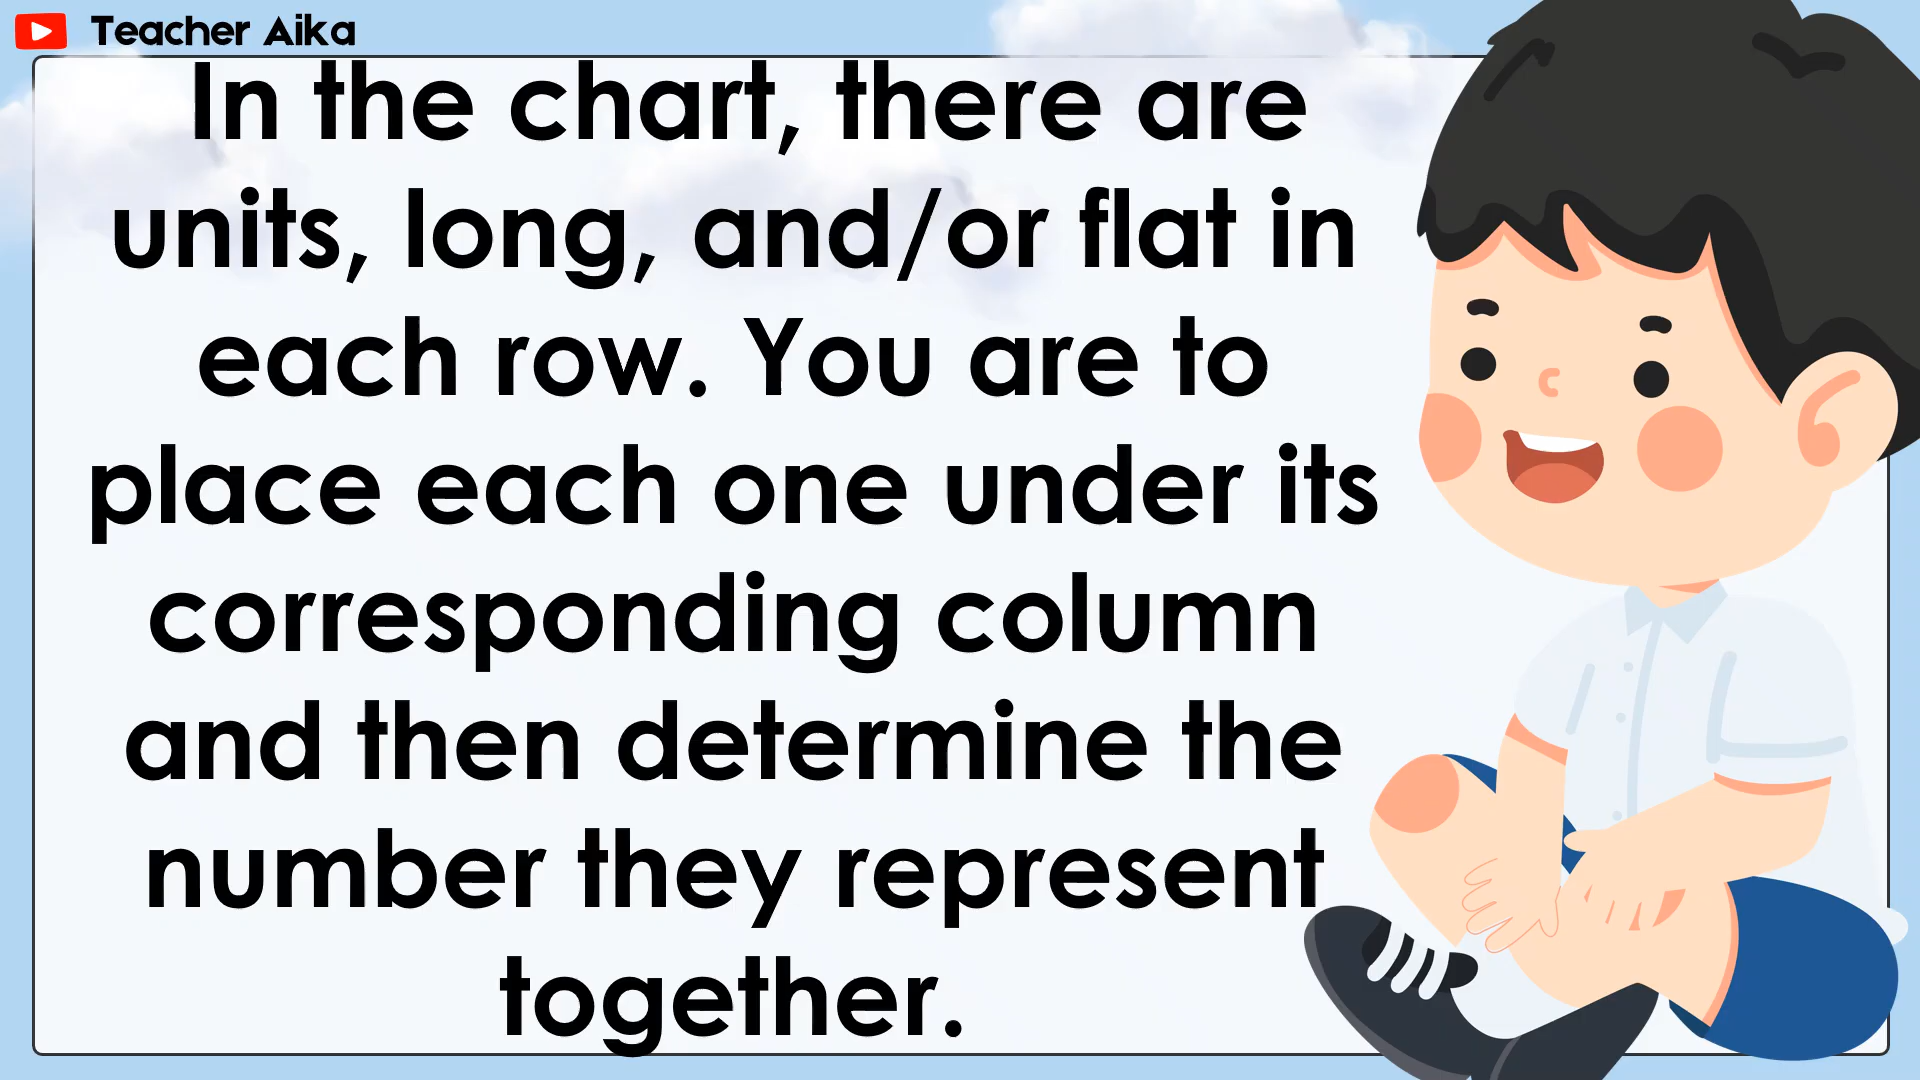 Teacher Aika
In the chart, there are
units, long, and/or flat in
each row. You are to
place each one under its
corresponding column
and then determine the
number they represent
together.